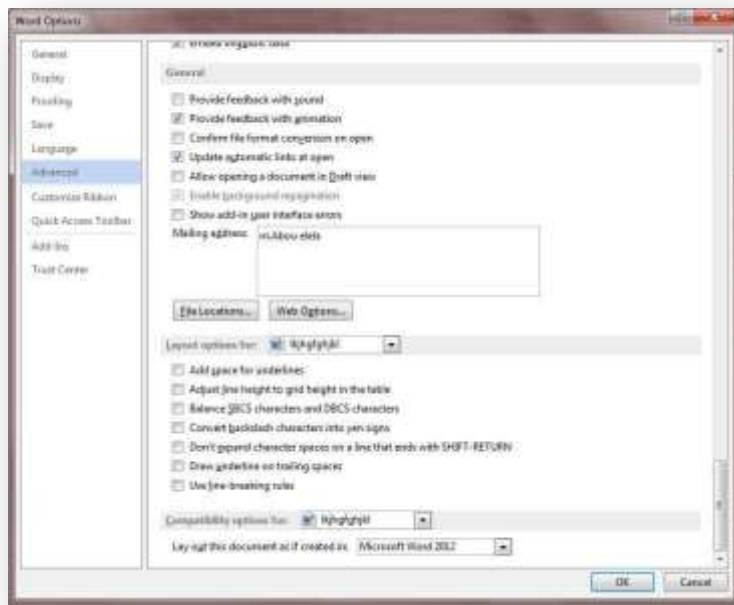 Word Options
General
Display
Proofing
Save
Language
Advanced
Customize Ribbon
Quick Access Toolbar
Add-Ins
Trust Center
General
Provide feedback with sound
Provide feedback with animation
Confirm file format conversion on open
Update automatic links at open
Allow opening a document in Draft view
Enable background repagination
Show add-in user interface errors
Mailing address:
File Locations... Web Options...
Layout options for:
Add space for underlines
Adjust line height to grid height in the table
Balance SBCS characters and DBCS characters
Convert backslash characters into yen signs
Don't expand character spaces on a line that ends with SHIFT-RETURN
Draw underline on trailing spaces
Use line-breaking rules
Compatibility options for:
Lay out this document as if created in: Microsoft Word 2012
OK Cancel